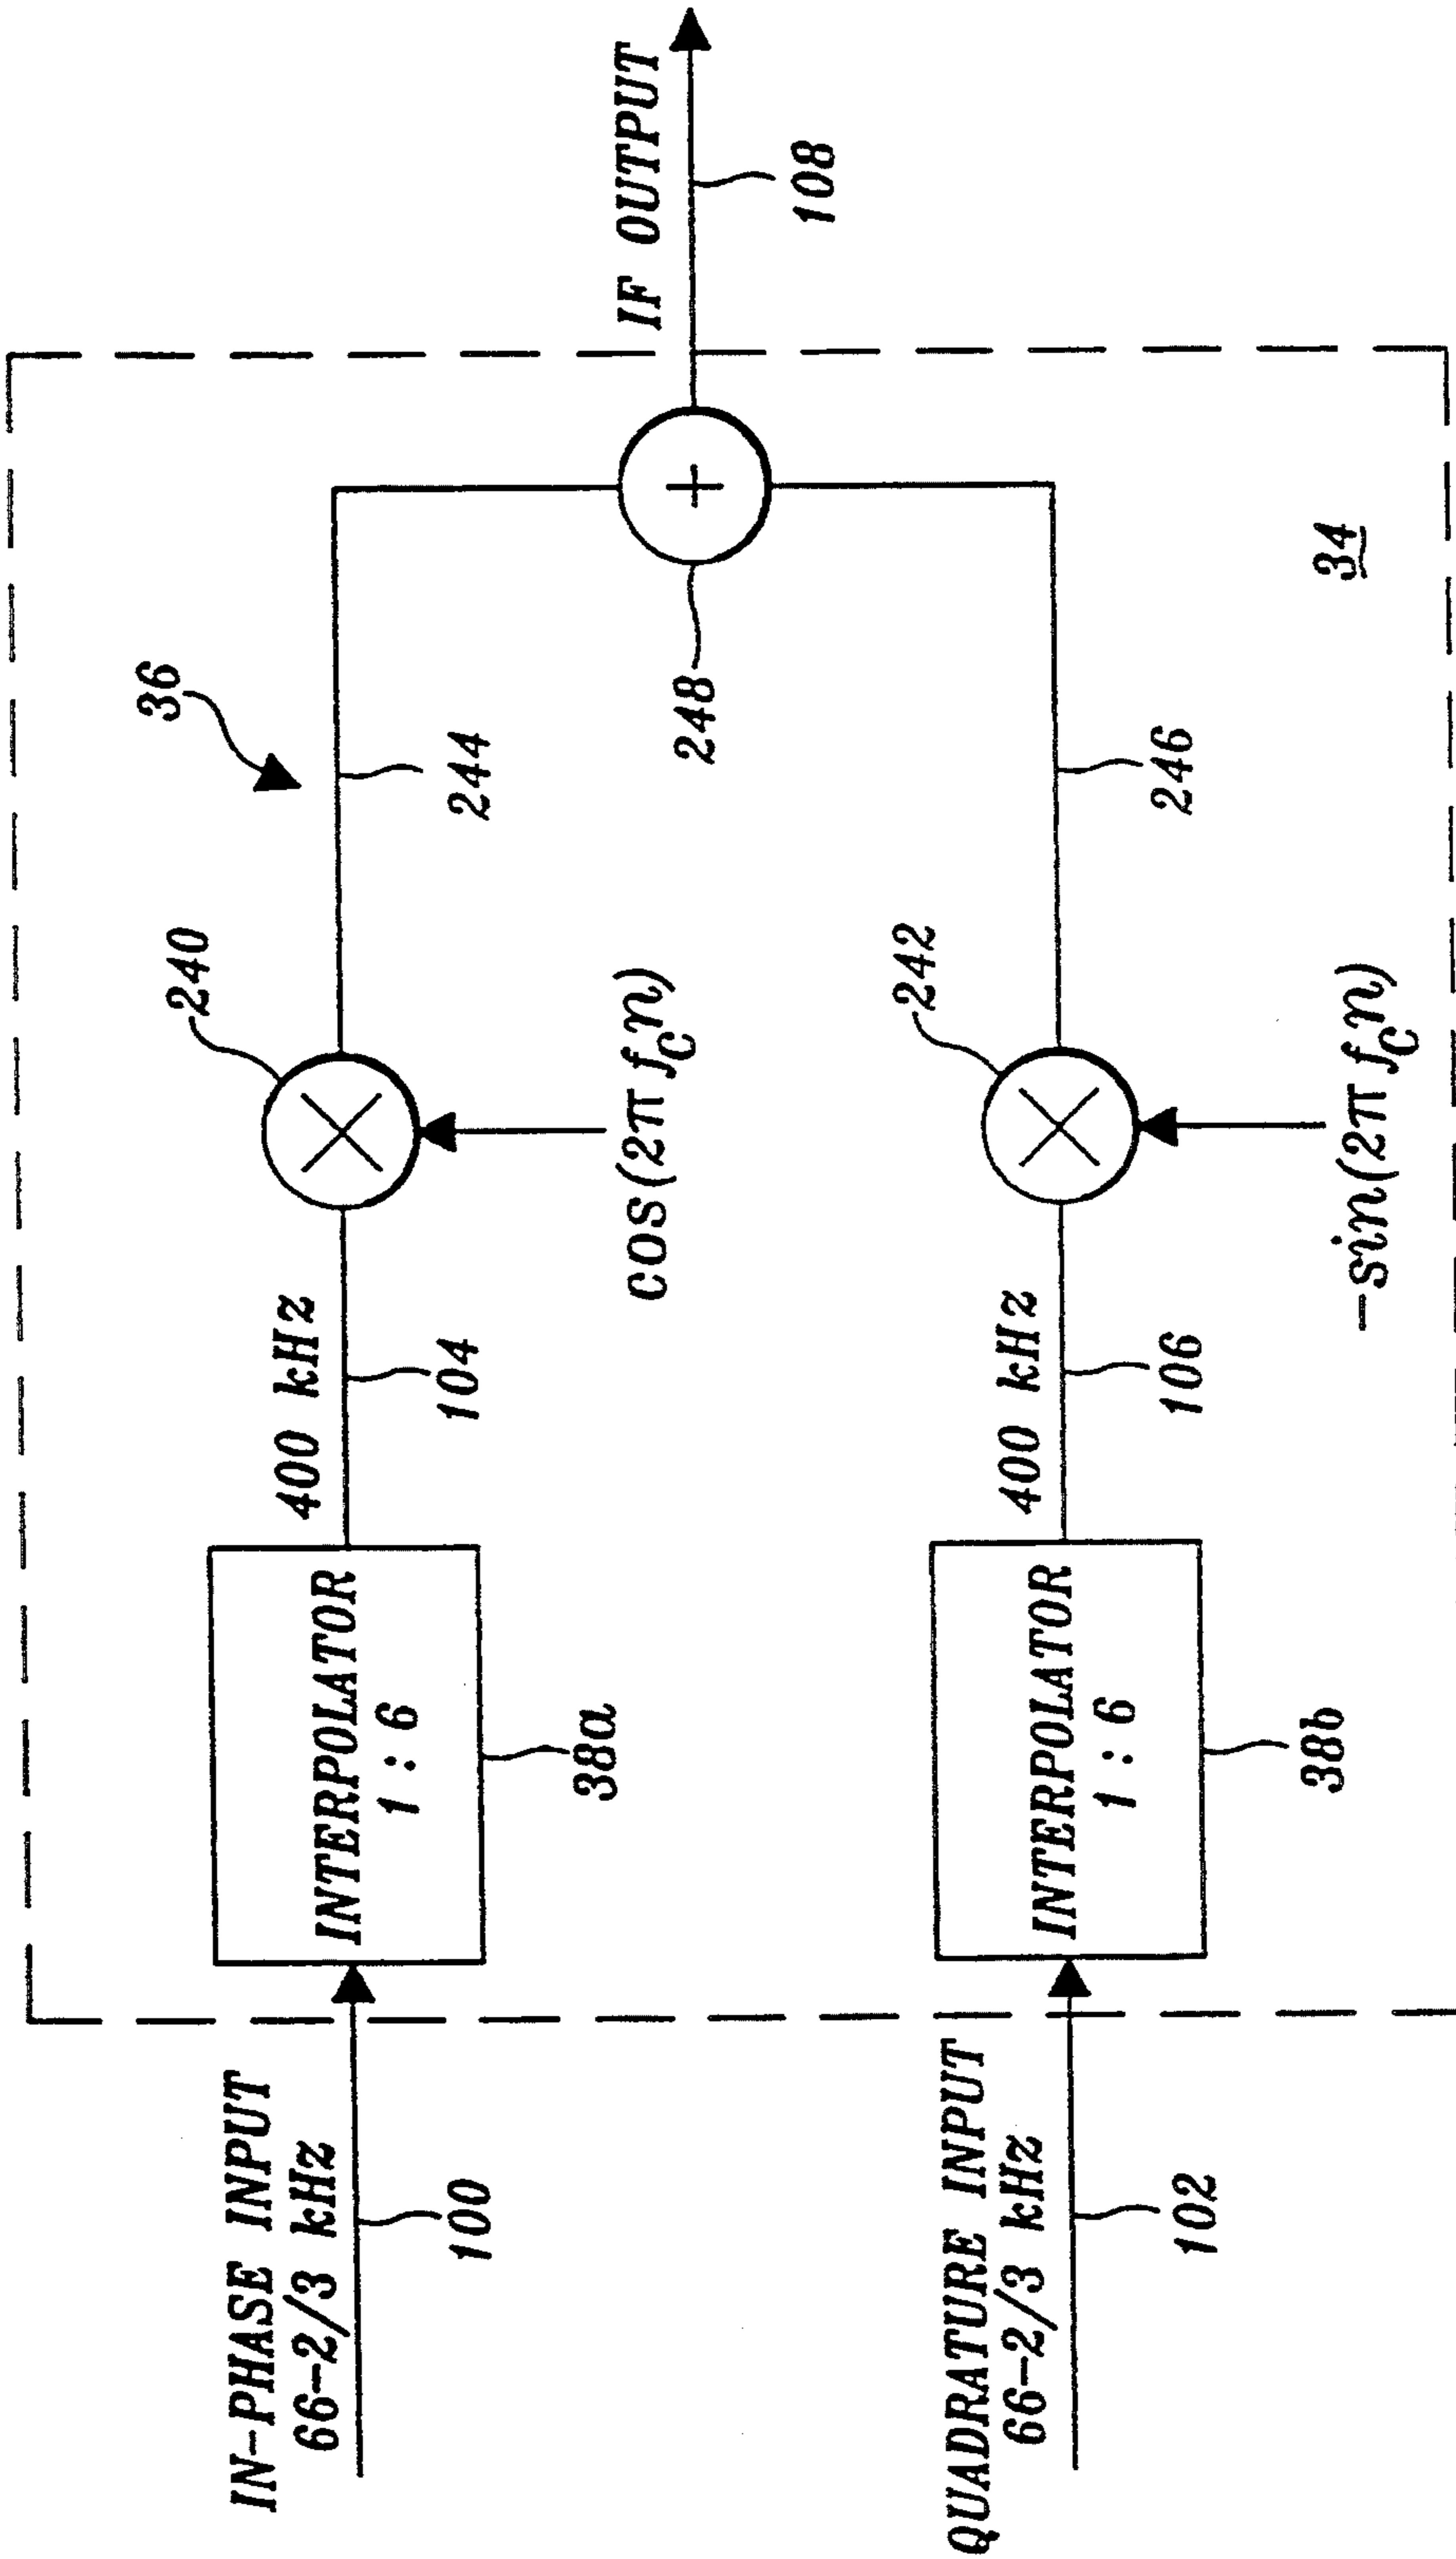 IN-PHASE INPUT
66-2/3 kHz
100
INTERPOLATOR
1 : 6
38a
400 kHz
104
240
cos(2π f_c n)
36
244
248
+
IF OUTPUT
108
QUADRATURE INPUT
66-2/3 kHz
102
INTERPOLATOR
1 : 6
38b
400 kHz
106
242
-sin(2π f_c n)
246
34